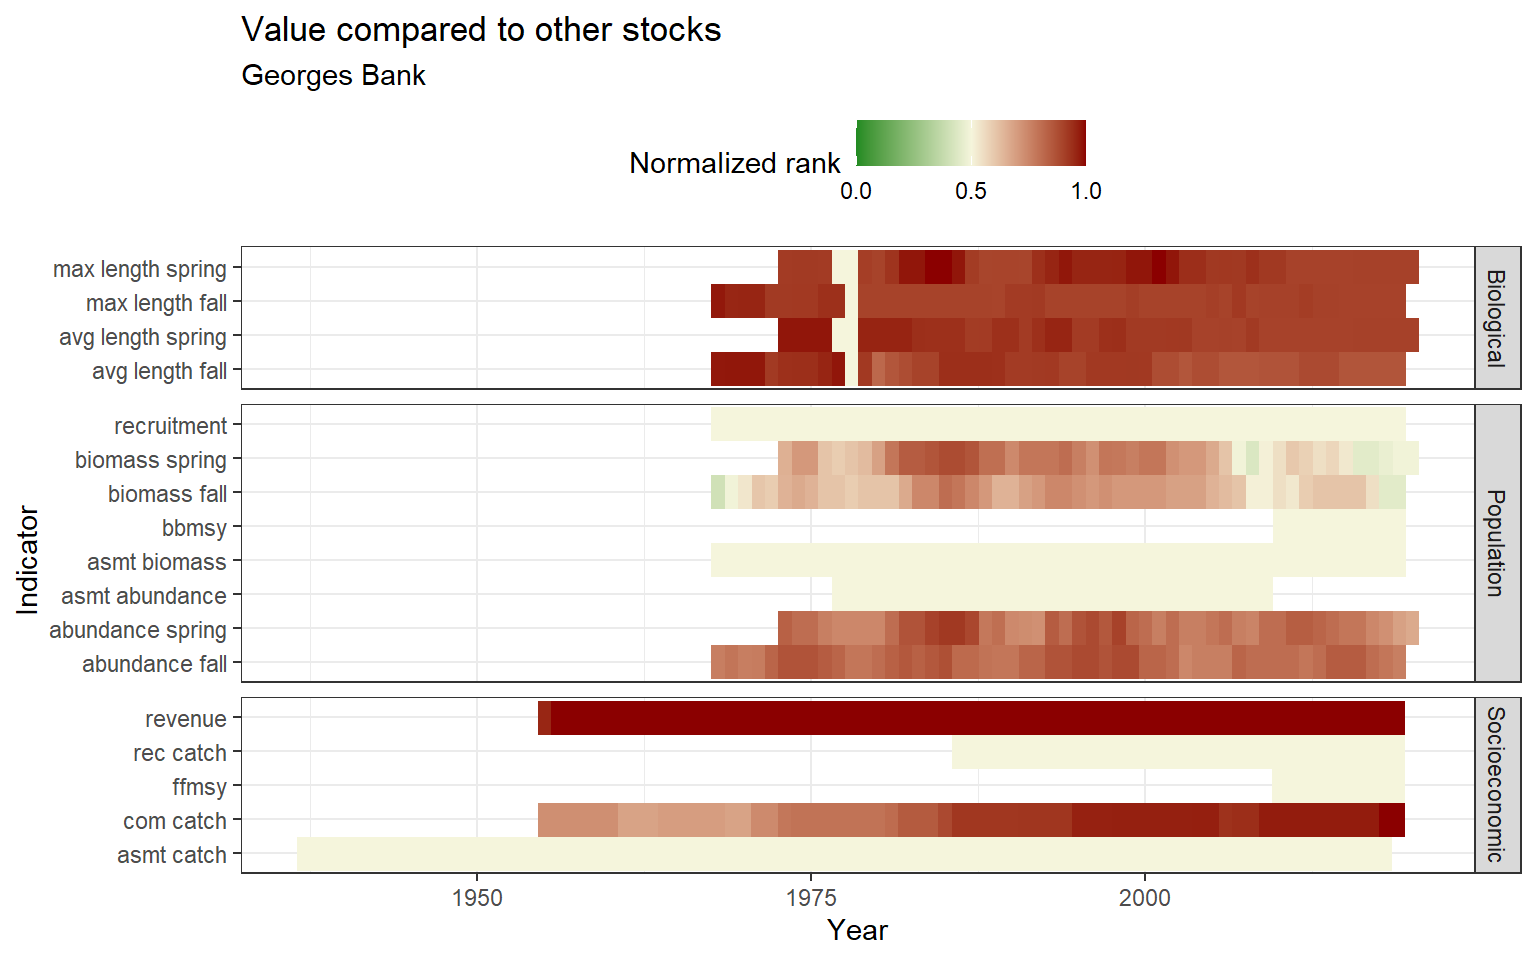 Value compared to other stocks
Georges Bank
Normalized rank
0.0 0.5 1.0
max length spring
max length fall
avg length spring
avg length fall
Biological
recruitment
biomass spring
biomass fall
bbmsy
asmt biomass
asmt abundance
abundance spring
abundance fall
Population
revenue
rec catch
ffmsy
com catch
asmt catch
Socioeconomic
Indicator
1950 1975 2000
Year